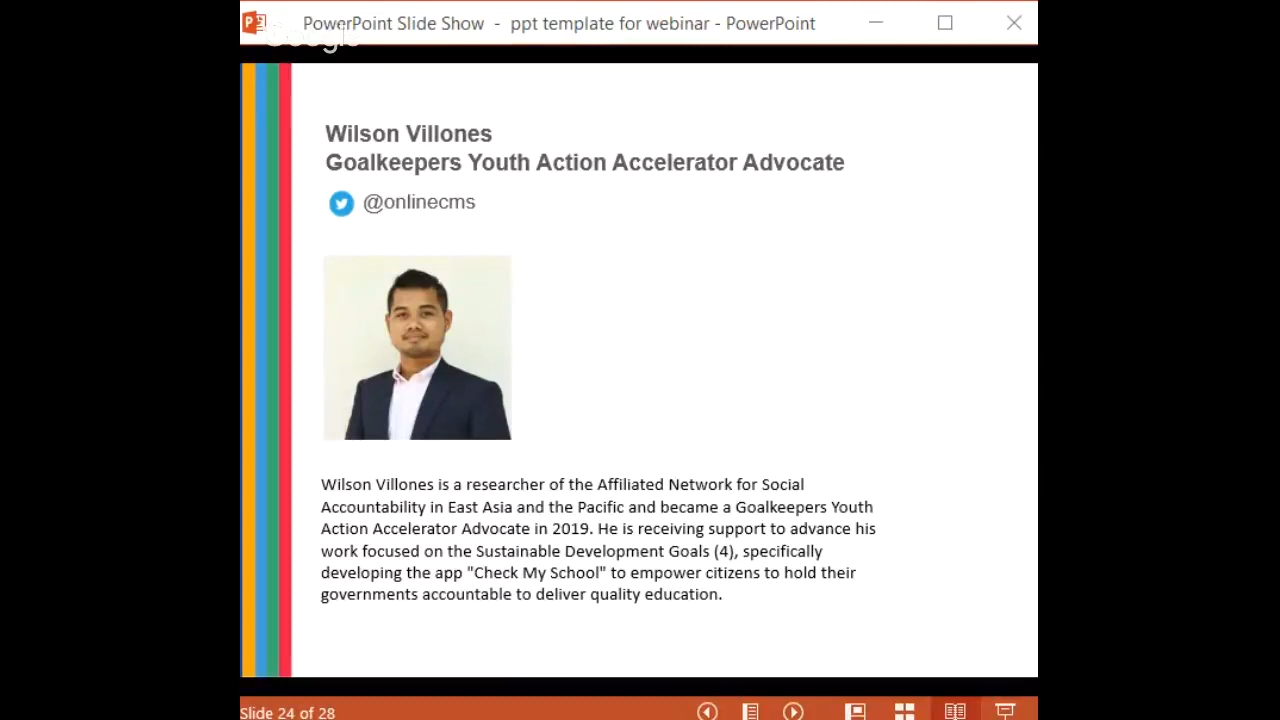 PowerPoint Slide Show - ppt template for webinar - PowerPoint
Google
Wilson Villones
Goalkeepers Youth Action Accelerator Advocate
@onlinecms
Wilson Villones is a researcher of the Affiliated Network for Social
Accountability in East Asia and the Pacific and became a Goalkeepers Youth
Action Accelerator Advocate in 2019. He is receiving support to advance his
work focused on the Sustainable Development Goals (4), specifically
developing the app "Check My School" to empower citizens to hold their
governments accountable to deliver quality education.
Slide 24 of 28